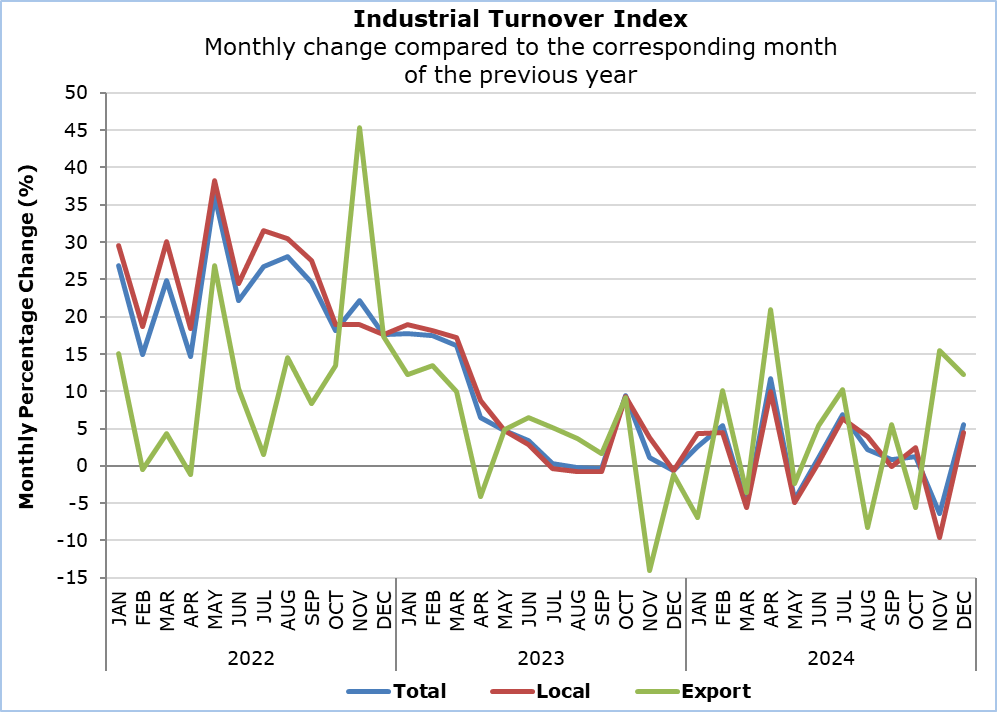 Industrial Turnover Index
Monthly change compared to the corresponding month
of the previous year
Monthly Percentage Change (%)
50
45
40
35
30
25
20
15
10
5
0
-5
-10
-15
JAN FEB MAR APR MAY JUN JUL AUG SEP OCT NOV DEC JAN FEB MAR APR MAY JUN JUL AUG SEP OCT NOV DEC JAN FEB MAR APR MAY JUN JUL AUG SEP OCT NOV DEC
2022 2023 2024
Total Local Export